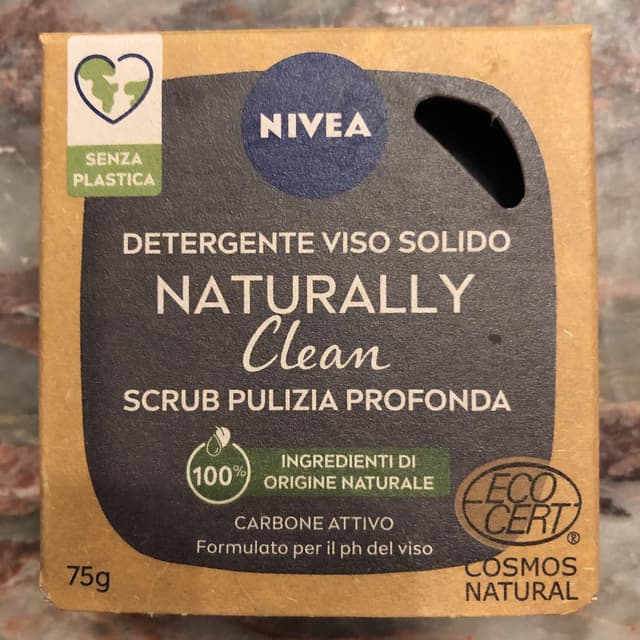 SENZA
PLASTICA
NIVEA
DETERGENTE VISO SOLIDO
NATURALLY
Clean
SCRUB PULIZIA PROFONDA
100%
INGREDIENTI DI
ORIGINE NATURALE
CARBONE ATTIVO
Formulato per il ph del viso
75g
ECO
CERT®
COSMOS
NATURAL